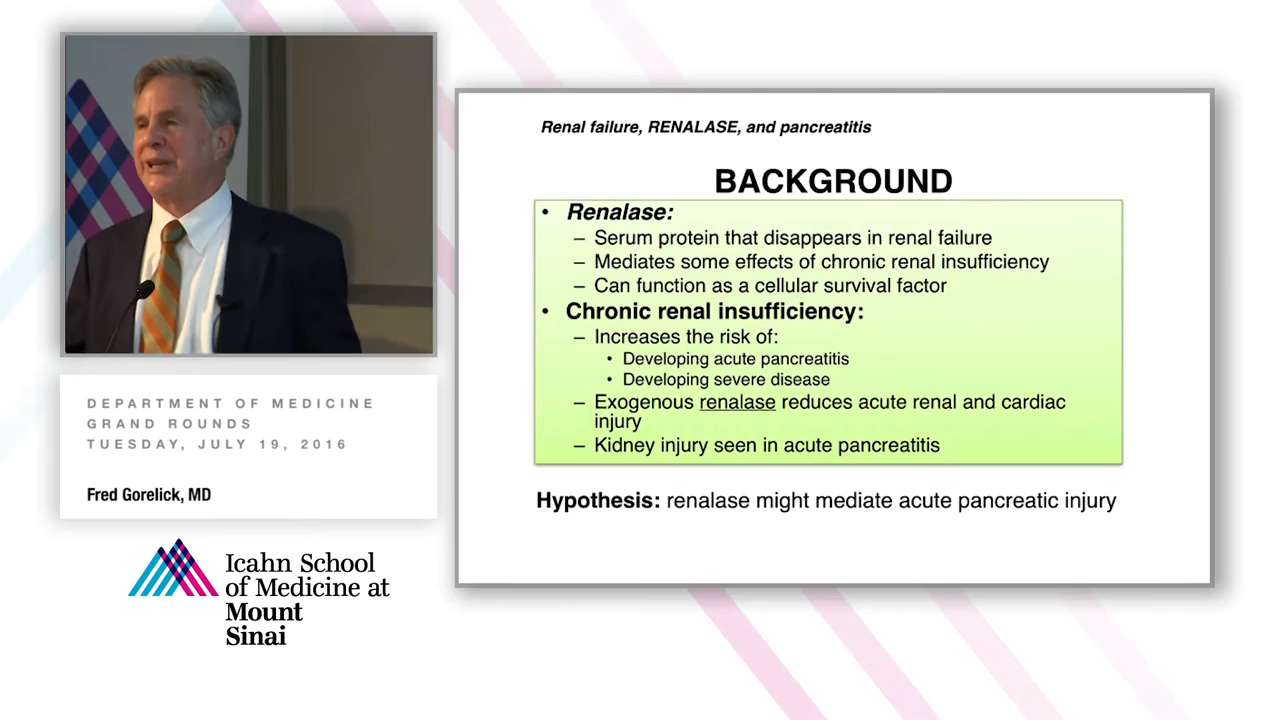 Renal failure, RENALASE, and pancreatitis
BACKGROUND
• Renalase:
– Serum protein that disappears in renal failure
– Mediates some effects of chronic renal insufficiency
– Can function as a cellular survival factor
• Chronic renal insufficiency:
– Increases the risk of:
• Developing acute pancreatitis
• Developing severe disease
– Exogenous renalase reduces acute renal and cardiac
injury
– Kidney injury seen in acute pancreatitis
Hypothesis: renalase might mediate acute pancreatic injury
DEPARTMENT OF MEDICINE
GRAND ROUNDS
TUESDAY, JULY 19, 2016
Fred Gorelick, MD
Icahn School
of Medicine at
Mount
Sinai